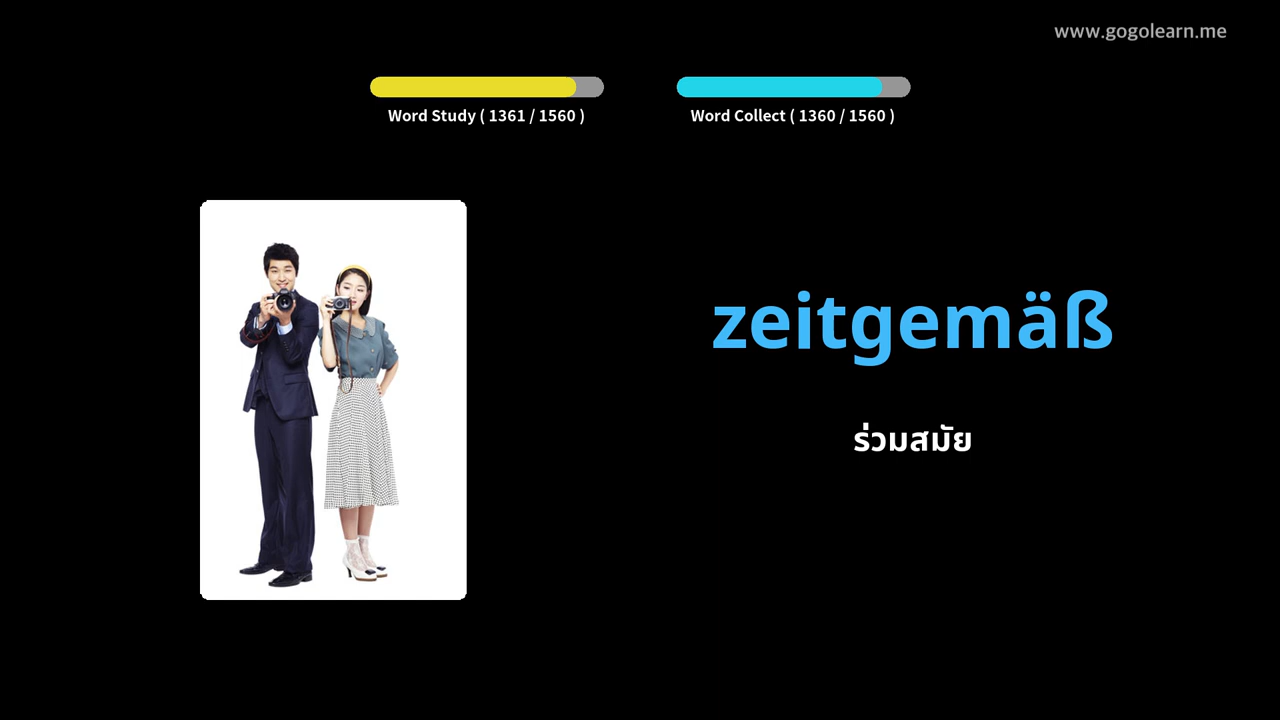 www.gogolearn.me
Word Study ( 1361 / 1560 )
Word Collect ( 1360 / 1560 )
zeitgemäß
ร่วมสมัย